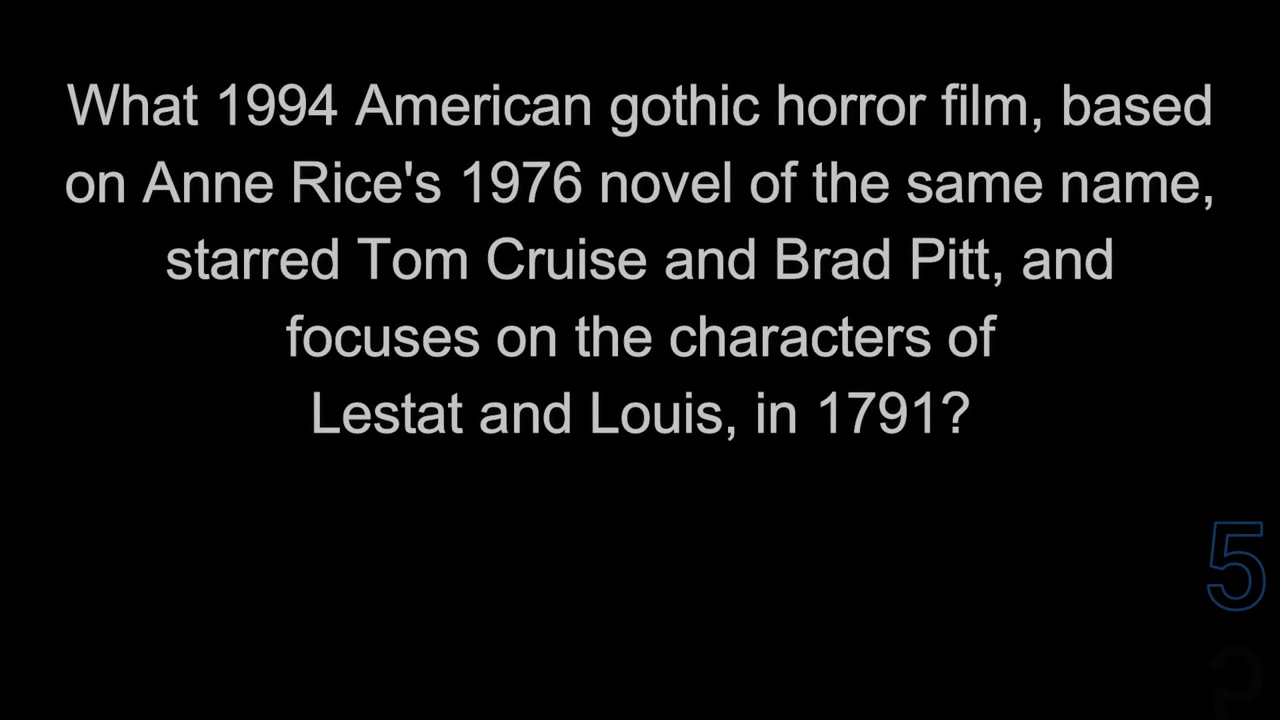 What 1994 American gothic horror film, based
on Anne Rice's 1976 novel of the same name,
starred Tom Cruise and Brad Pitt, and
focuses on the characters of
Lestat and Louis, in 1791?
5